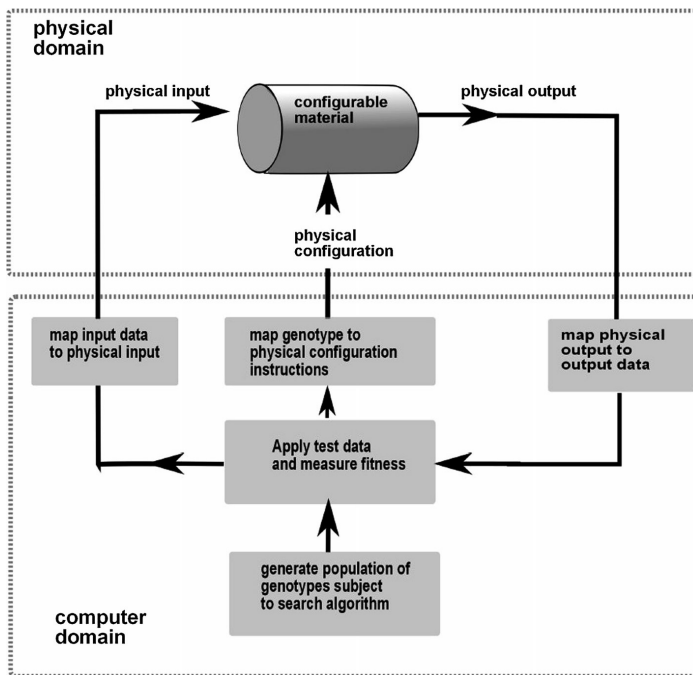 physical
domain
physical input
configurable
material
physical output
physical
configuration
map input data
to physical input
map genotype to
physical configuration
instructions
map physical
output to
output data
Apply test data
and measure fitness
generate population of
genotypes subject
to search algorithm
computer
domain